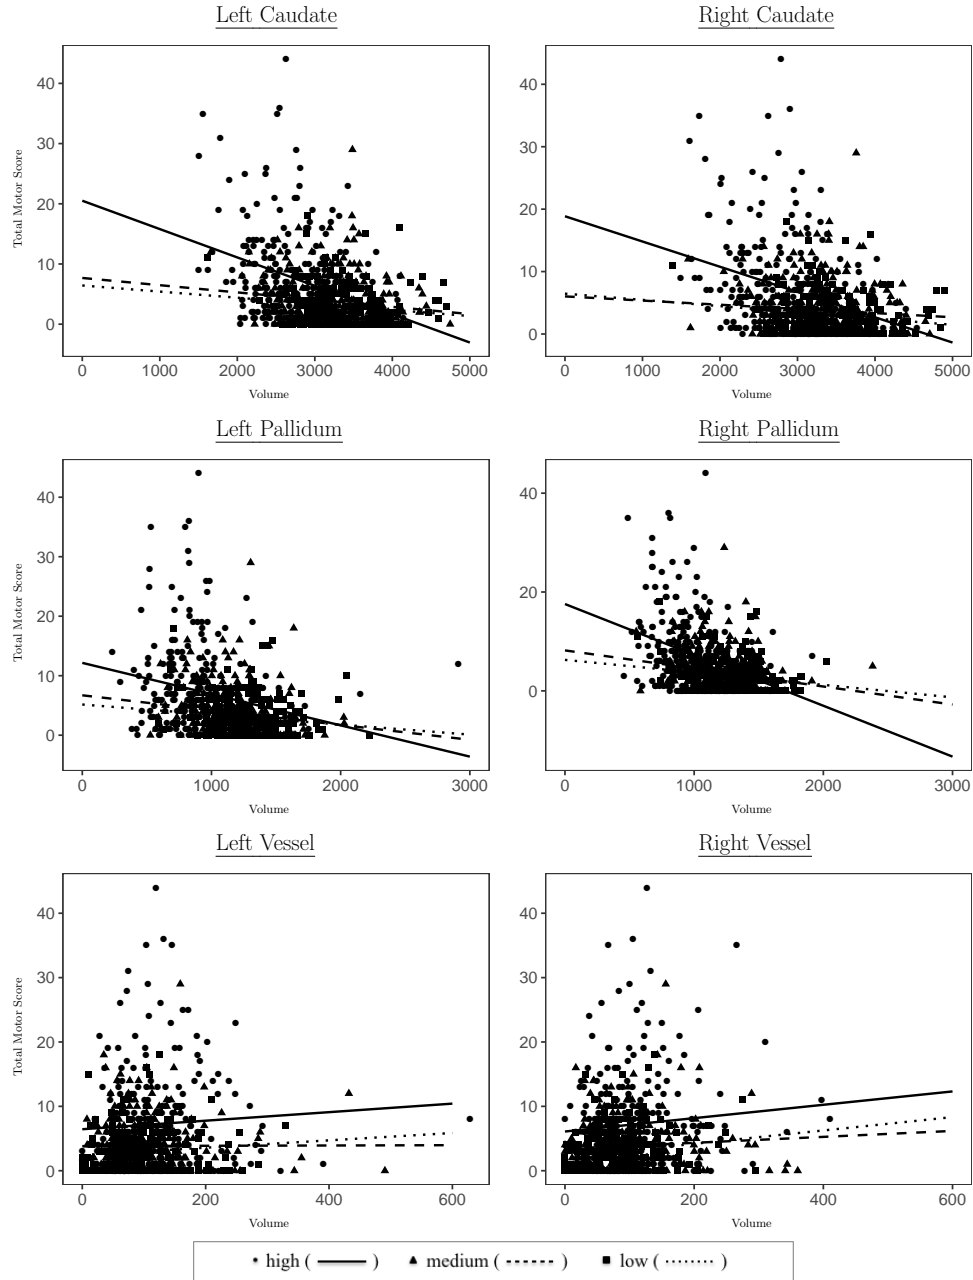 Left Caudate
Right Caudate
Total Motor Score
40
30
20
10
0
0 1000 2000 3000 4000 5000
Volume
40
30
20
10
0
0 1000 2000 3000 4000 5000
Volume
Left Pallidum
Right Pallidum
Total Motor Score
40
30
20
10
0
0 1000 2000 3000
Volume
40
20
0
0 1000 2000 3000
Volume
Left Vessel
Right Vessel
Total Motor Score
40
30
20
10
0
0 200 400 600
Volume
40
30
20
10
0
0 200 400 600
Volume
high ( ) medium ( ) low ( )